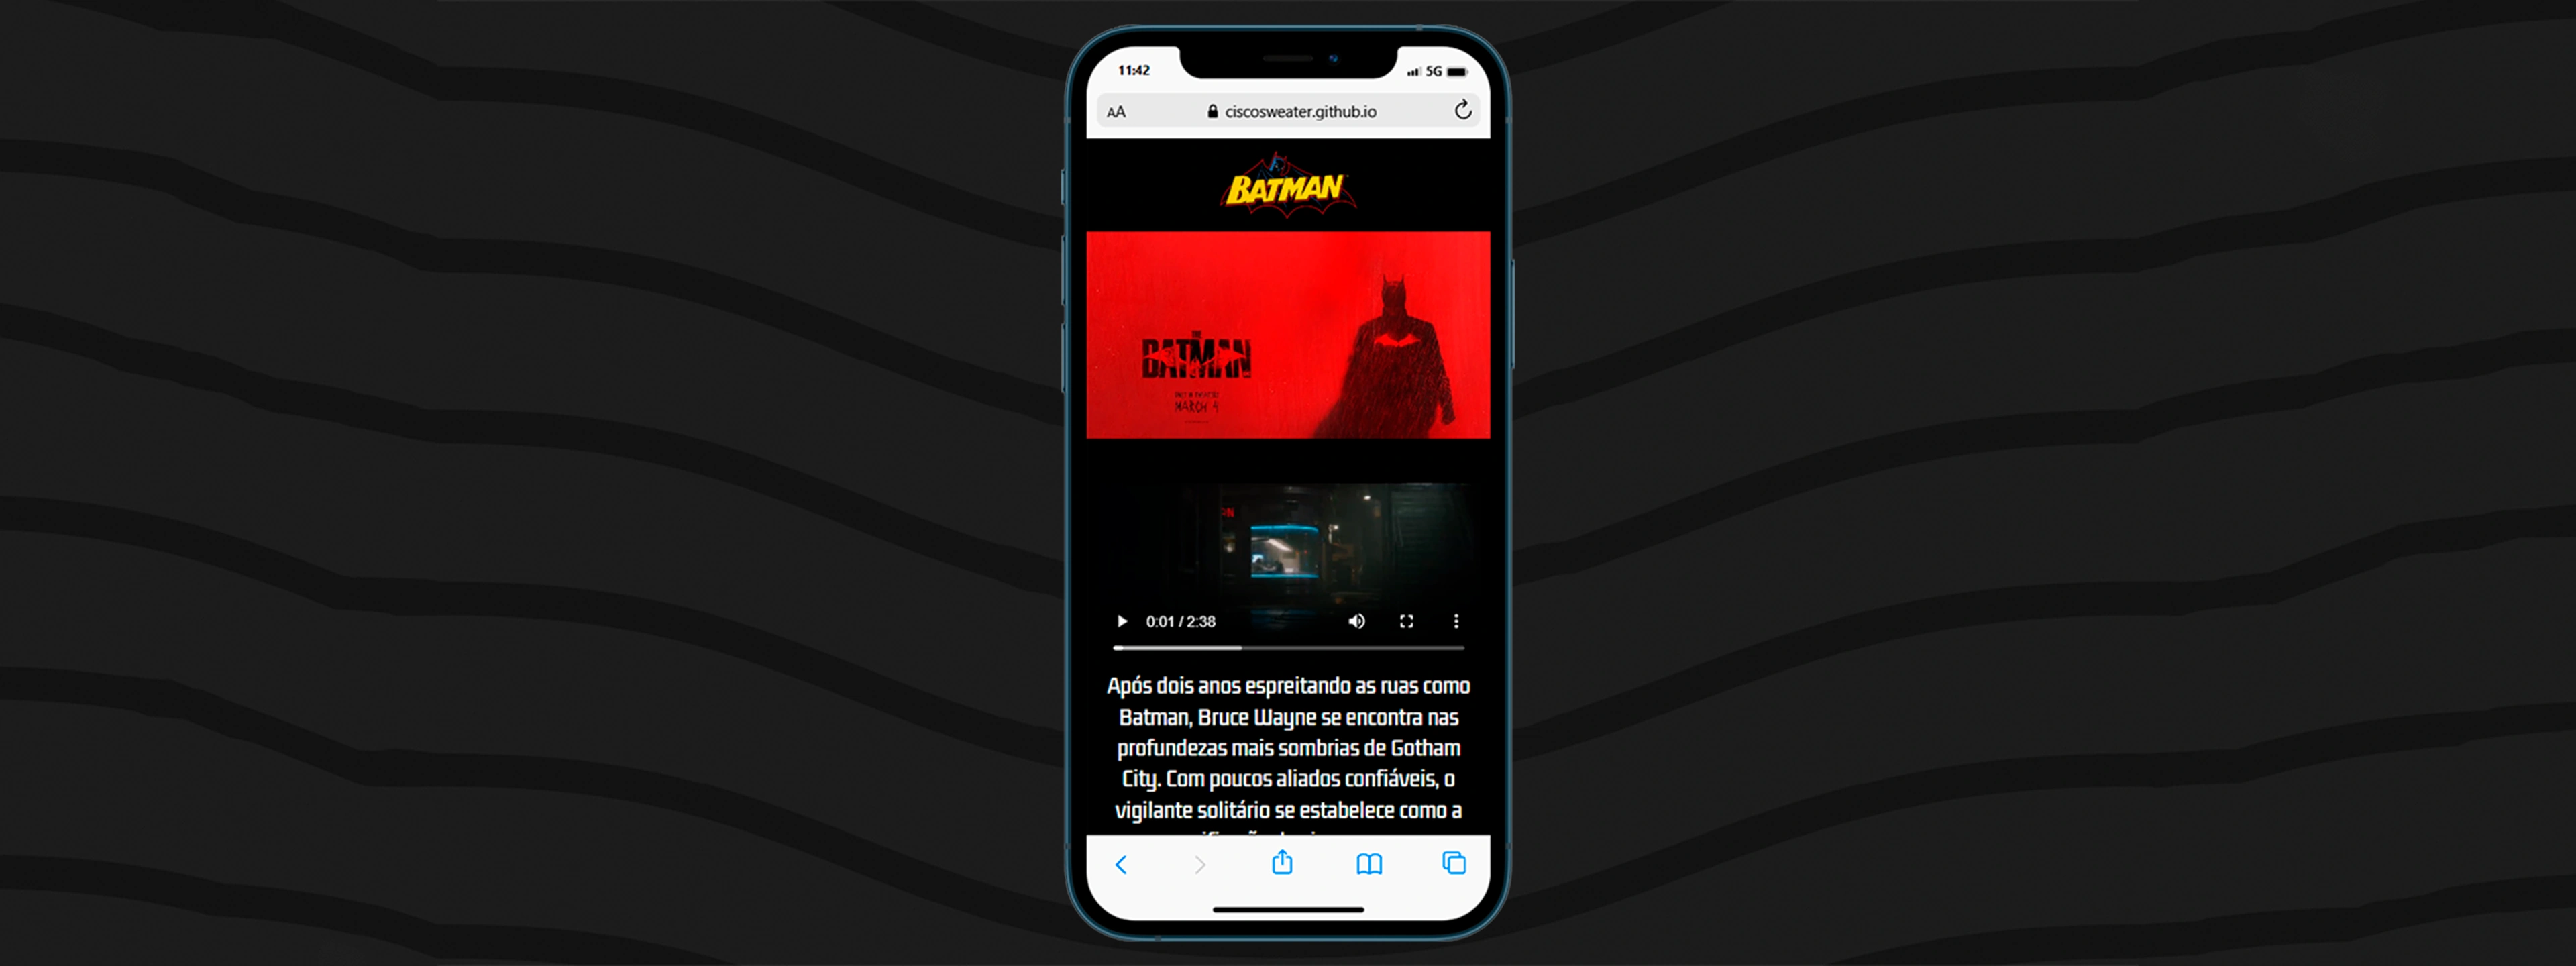 11:42
5G
AA
ciscosweater.github.io
BATMAN
THE
BATMAN
MARCH 4
0:01 / 2:38
Após dois anos espreitando as ruas como
Batman, Bruce Wayne se encontra nas
profundezas mais sombrias de Gotham
City. Com poucos aliados confiáveis, o
vigilante solitário se estabelece como a